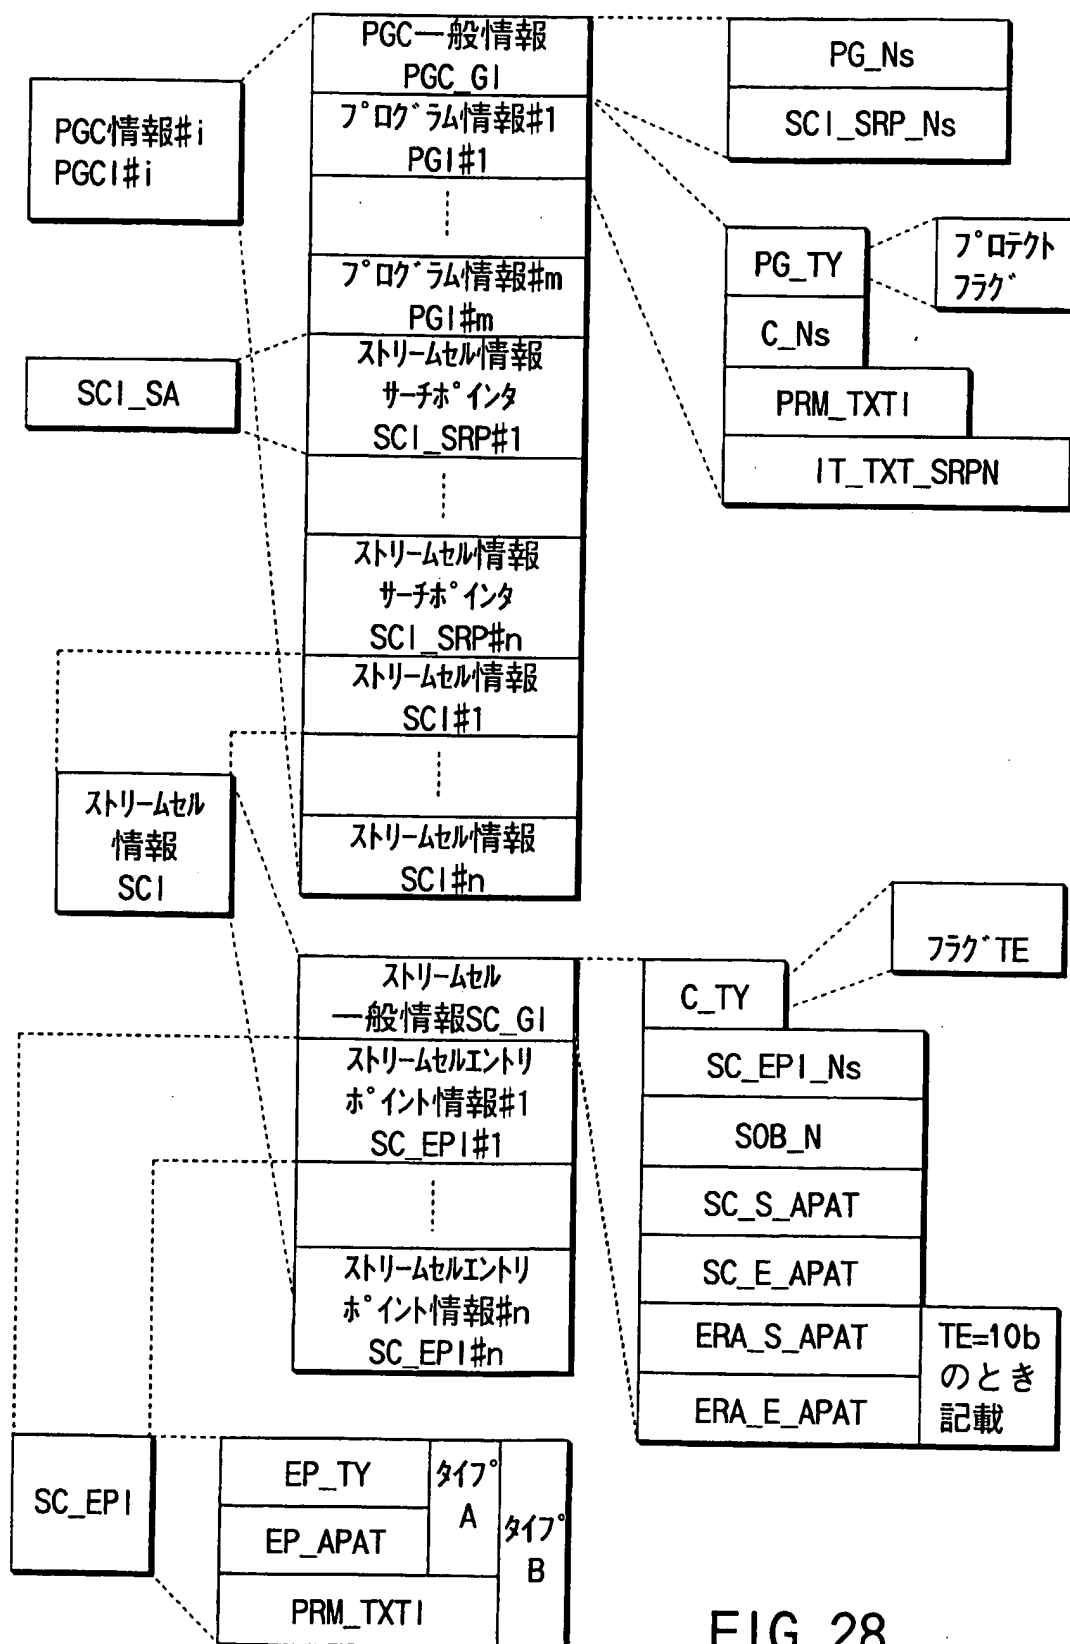 PGC情報#i
PGCI#i
PGC一般情報
PGC_GI
プログラム情報#1
PGI#1
プログラム情報#m
PGI#m
ストリームセル情報
サーチポインタ
SCI_SRP#1
ストリームセル情報
サーチポインタ
SCI_SRP#n
ストリームセル情報
SCI#1
ストリームセル情報
SCI#n
PG_Ns
SCI_SRP_Ns
PG_TY
プロテクト
フラグ
C_Ns
PRM_TXTI
IT_TXT_SRPN
SCI_SA
ストリームセル
情報
SCI
ストリームセル
一般情報SC_GI
ストリームセルエントリ
ポイント情報#1
SC_EPI#1
ストリームセルエントリ
ポイント情報#n
SC_EPI#n
C_TY
フラグTE
SC_EPI_Ns
SOB_N
SC_S_APAT
SC_E_APAT
ERA_S_APAT
ERA_E_APAT
TE=10b
のとき
記載
SC_EPI
EP_TY
EP_APAT
タイプ
A
タイプ
B
PRM_TXTI
FIG. 28